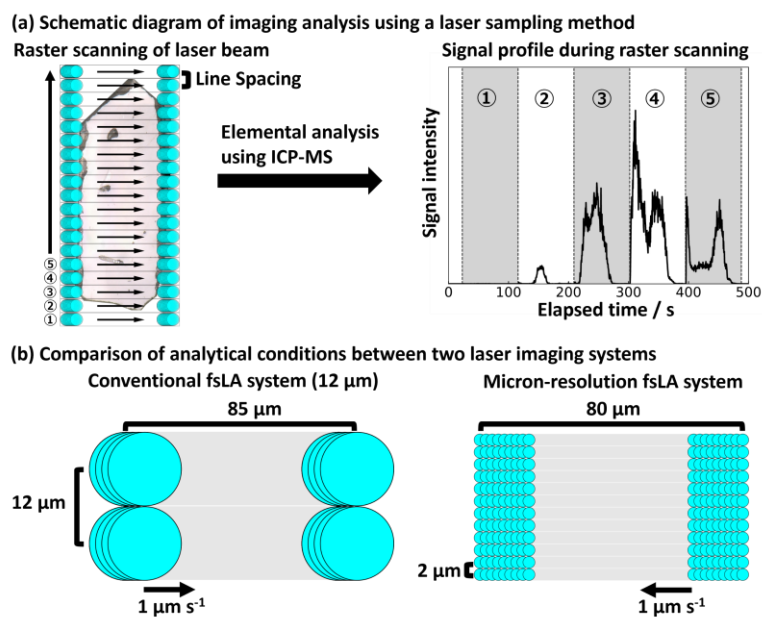 (a) Schematic diagram of imaging analysis using a laser sampling method
Raster scanning of laser beam
Line Spacing
⑤
④
③
②
①
Elemental analysis
using ICP-MS
Signal profile during raster scanning
① ② ③ ④ ⑤
Signal intensity
0 100 200 300 400 500
Elapsed time / s
(b) Comparison of analytical conditions between two laser imaging systems
Conventional fsLA system (12 μm)
85 μm
12 μm
1 μm s⁻¹
Micron-resolution fsLA system
80 μm
2 μm
1 μm s⁻¹